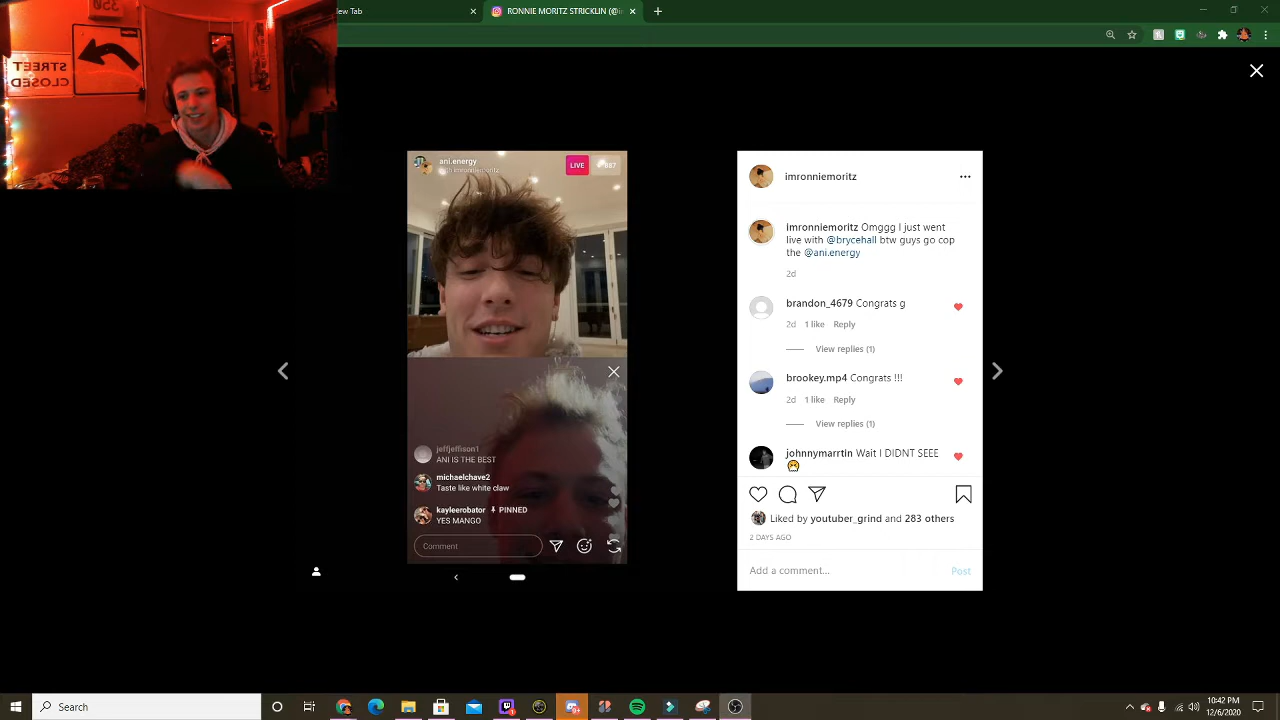 ew Tab
RONNIE MORITZ STRICKLIN (@i
350
STREET
CLOSED
ani.energy
LIVE
imronniemoritz
imronniemoritz Omggg I just went
live with @brycehall btw guys go cop
the @ani.energy
2d
brandon_4679 Congrats g
2d 1 like Reply
View replies (1)
brookey.mp4 Congrats !!!
2d 1 like Reply
View replies (1)
jeffjeffison1
ANI IS THE BEST
michaelchave2
Taste like white claw
kayleerobator PINNED
YES MANGO
Comment
johnnymarrtin Wait I DIDNT SEEE
Liked by youtuber_grind and 283 others
2 DAYS AGO
Add a comment...
Post
Search
10:42 PM
12/6/2020